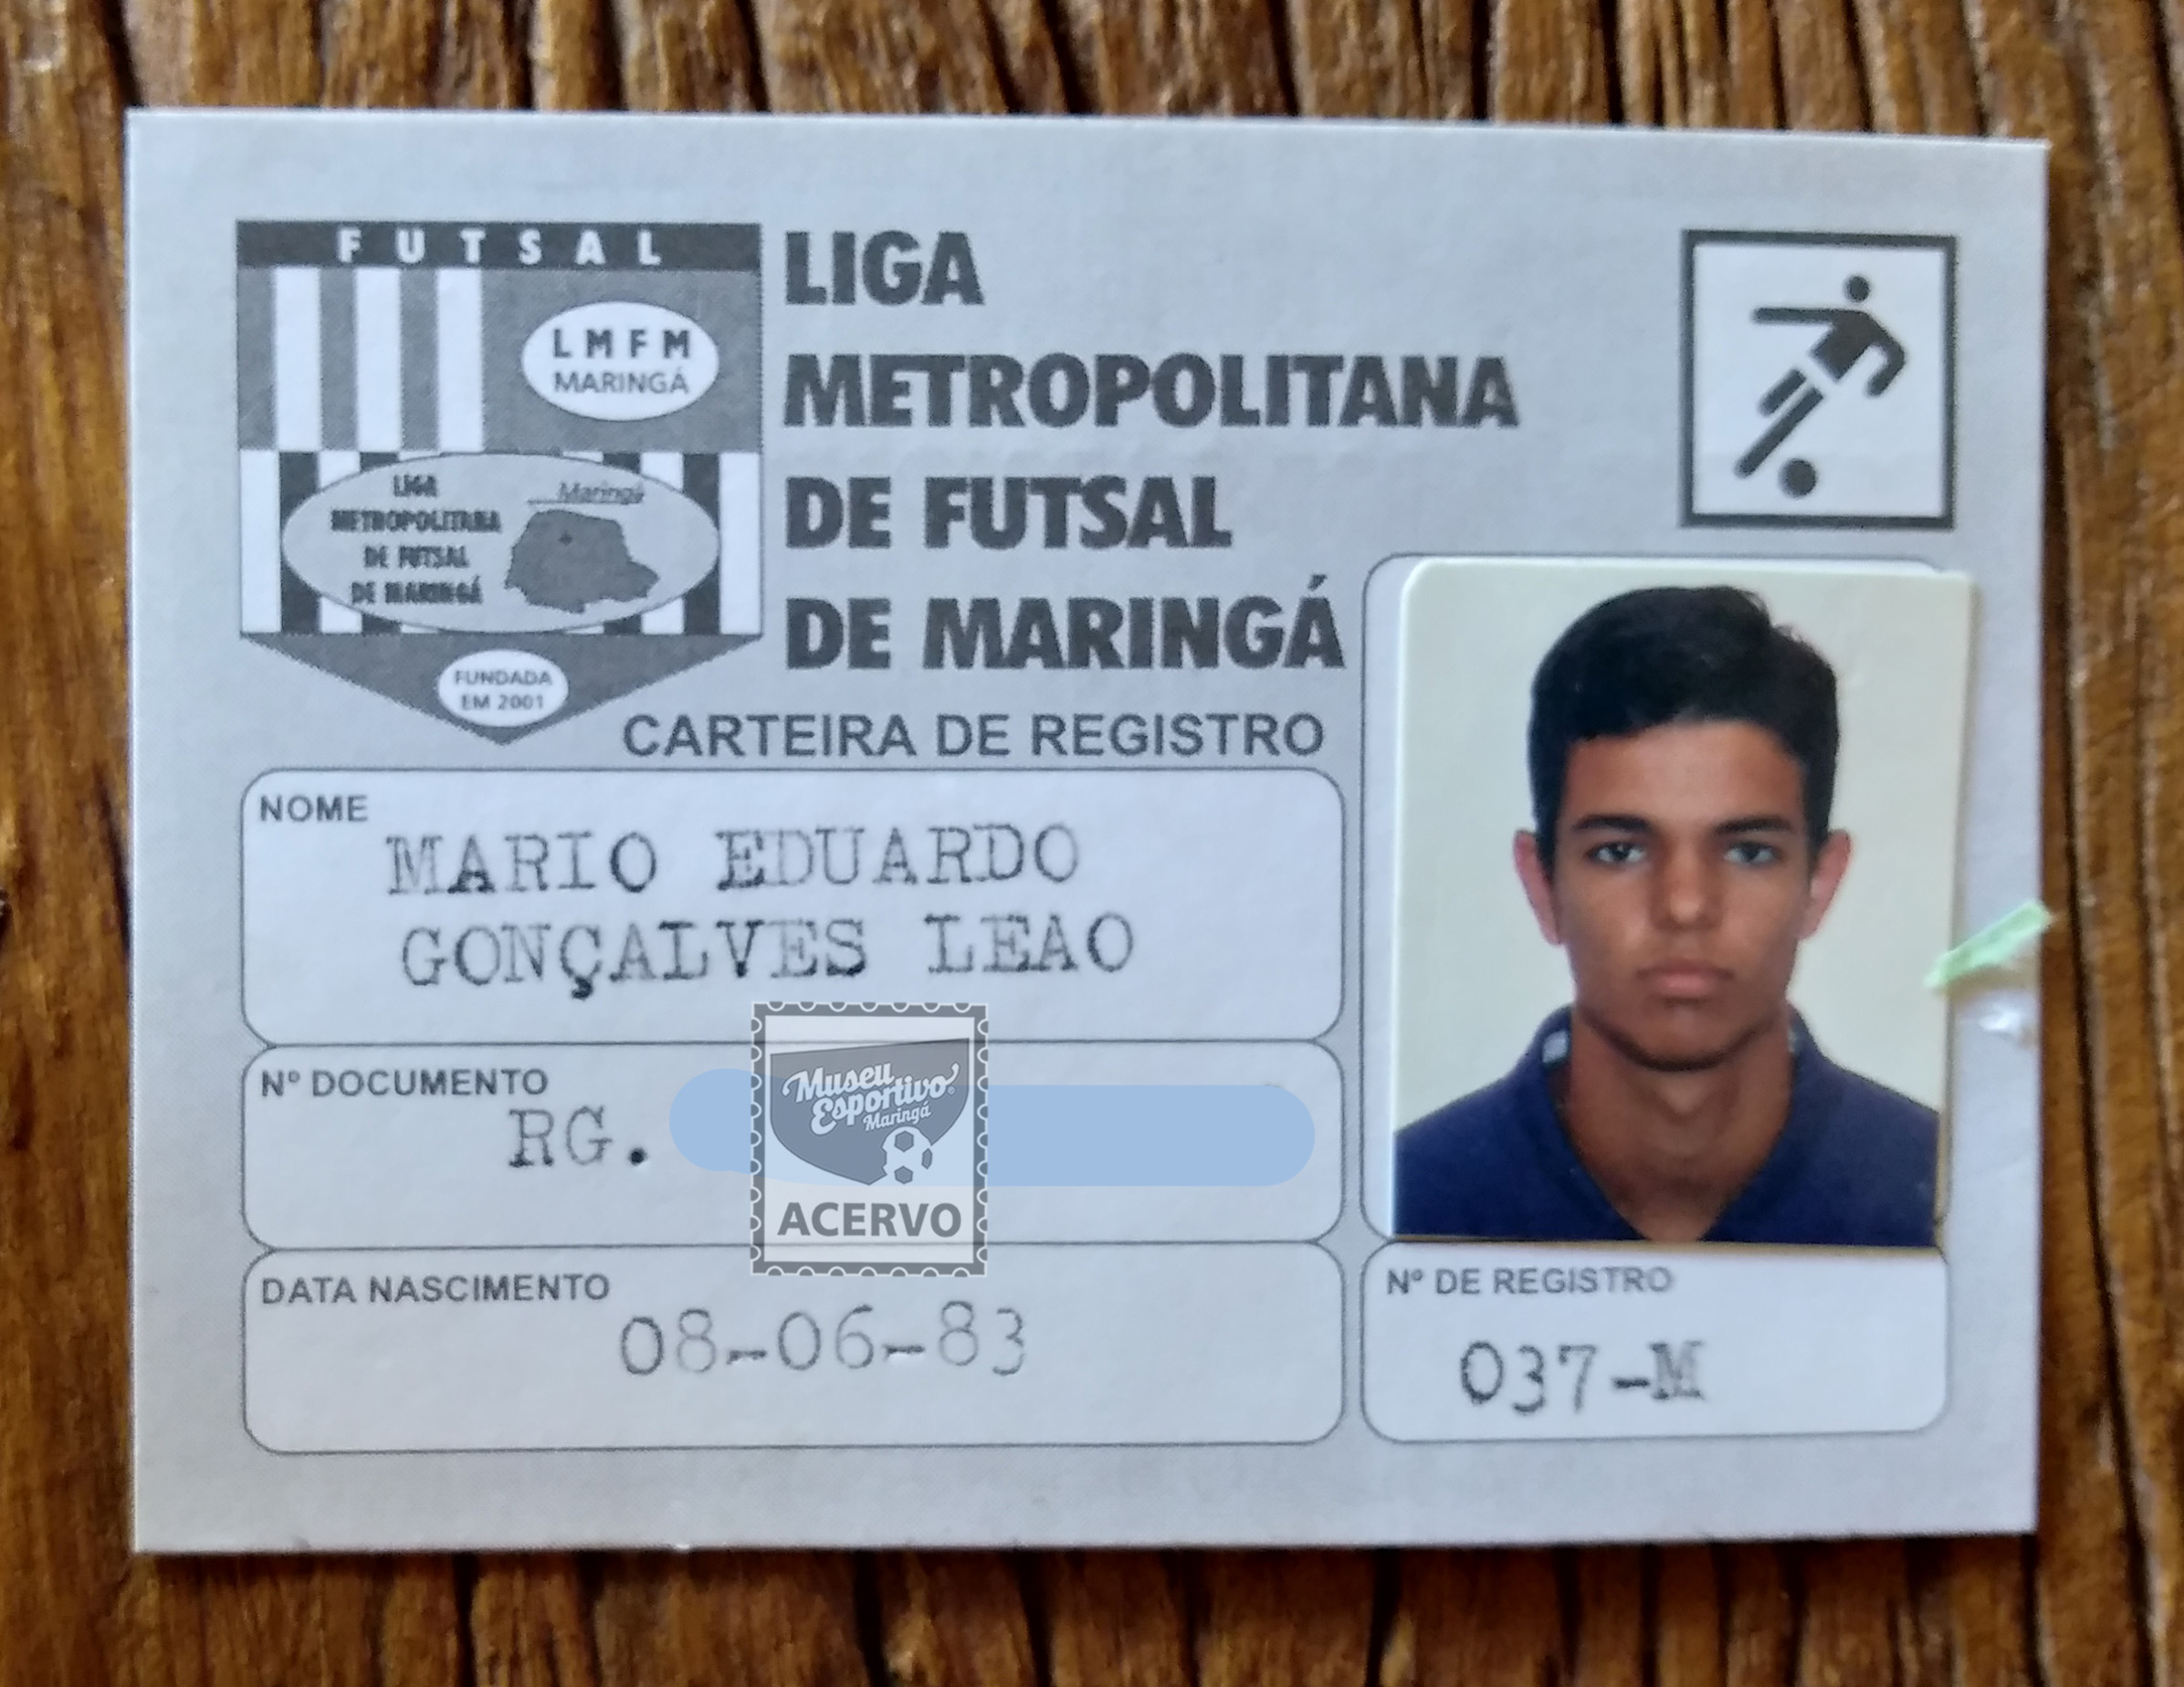 FUTSAL
LMFM
MARINGÁ
LIGA
METROPOLITANA
DE FUTSAL
DE MARINGÁ
Maringá
FUNDADA
EM 2001
LIGA
METROPOLITANA
DE FUTSAL
DE MARINGÁ
CARTEIRA DE REGISTRO
NOME
MARIO EDUARDO
GONÇALVES LEAO
Nº DOCUMENTO
RG.
Museu
Esportivo
Maringá
ACERVO
DATA NASCIMENTO
08-06-83
Nº DE REGISTRO
037-M